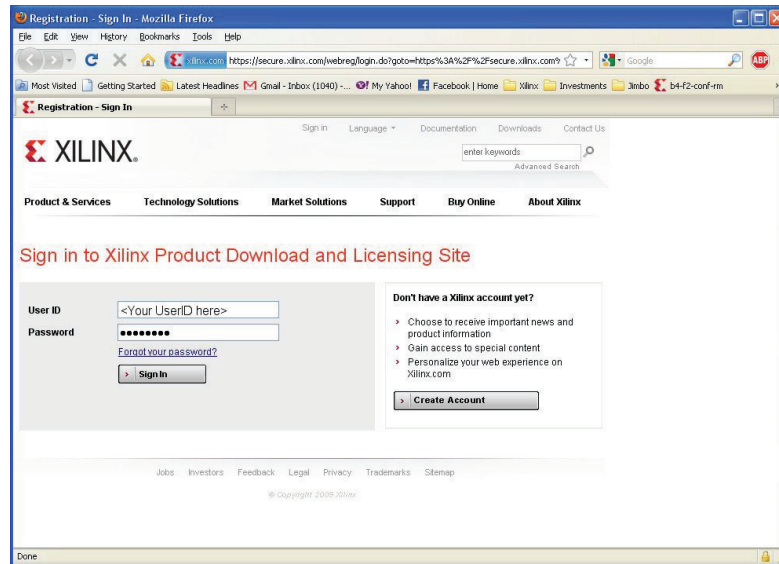 Registration - Sign In - Mozilla Firefox
File Edit View History Bookmarks Tools Help
xilinx.com https://secure.xilinx.com/webreg/login.do?goto=https%3A%2F%2Fsecure.xilinx.com% Google ABP
Most Visited Getting Started Latest Headlines Gmail - Inbox (1040) -... My Yahoo! Facebook | Home Xilinx Investments Jimbo b4-f2-conf-rm
Registration - Sign In
Sign in Language Documentation Downloads Contact Us
XILINX®
enter keywords
Advanced Search
Product & Services Technology Solutions Market Solutions Support Buy Online About Xilinx
Sign in to Xilinx Product Download and Licensing Site
User ID <Your UserID here>
Password ••••••••
Forgot your password?
Sign In
Don't have a Xilinx account yet?
Choose to receive important news and
product information
Gain access to special content
Personalize your web experience on
Xilinx.com
Create Account
Jobs Investors Feedback Legal Privacy Trademarks Sitemap
© Copyright 2009 Xilinx
Done